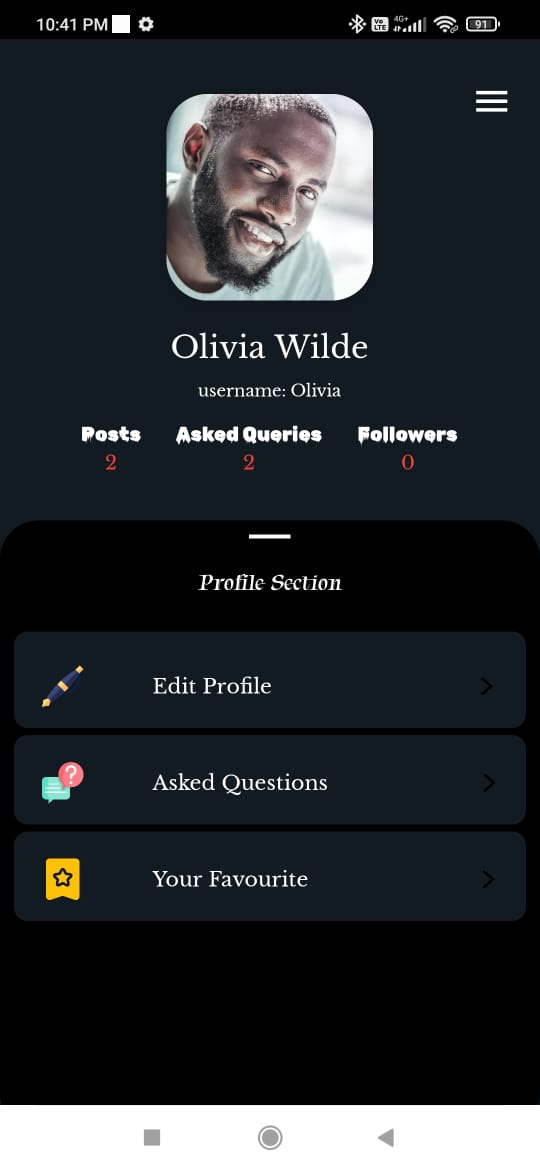 10:41 PM Vo LTE 4G+ 91
Olivia Wilde
username: Olivia
Posts Asked Queries Followers
2 2 0
Profile Section
Edit Profile
?
Asked Questions
Your Favourite